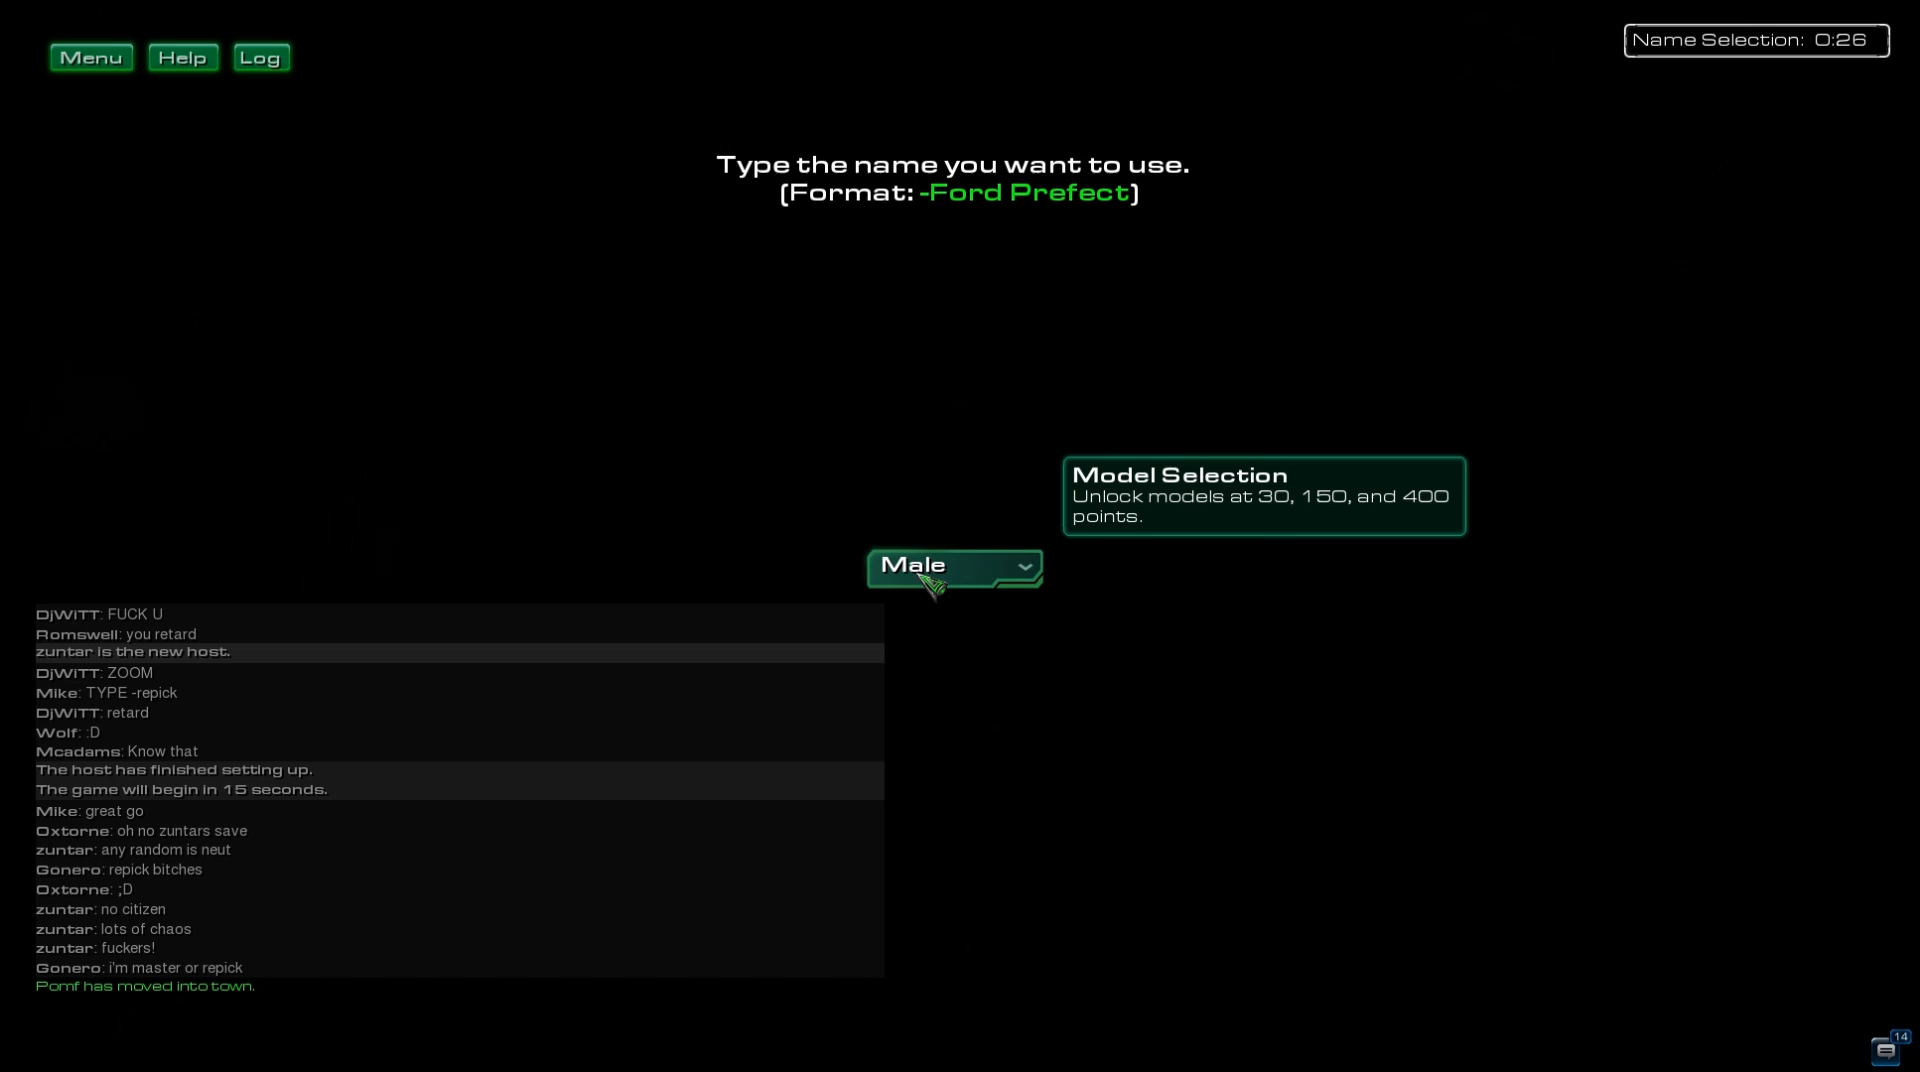 Menu Help Log
Name Selection: 0:26
Type the name you want to use.
(Format: -Ford Prefect)
Model Selection
Unlock models at 30, 150, and 400
points.
Male
DjWiTT: FUCK U
Romswell: you retard
zuntar is the new host.
DjWiTT: ZOOM
Mike: TYPE -repick
DjWiTT: retard
Wolf: :D
Mcadams: Know that
The host has finished setting up.
The game will begin in 15 seconds.
Mike: great go
Oxtorne: oh no zuntars save
zuntar: any random is neut
Gonero: repick bitches
Oxtorne: ;D
zuntar: no citizen
zuntar: lots of chaos
zuntar: fuckers!
Gonero: i'm master or repick
Pomf has moved into town.
14